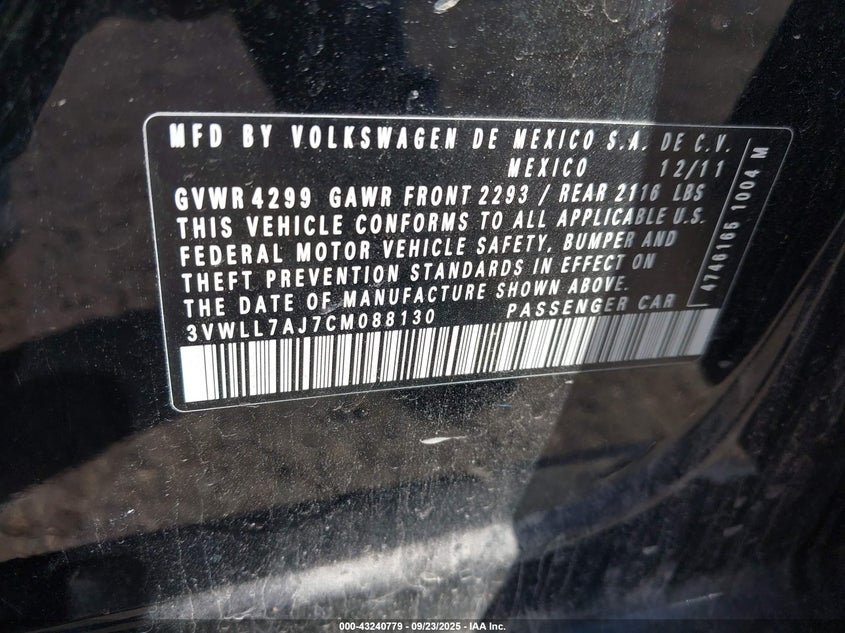 MFD BY VOLKSWAGEN DE MEXICO S.A. DE C.V.
MEXICO 12/11
GVWR 4299 GAWR FRONT 2293 / REAR 2116 LBS
THIS VEHICLE CONFORMS TO ALL APPLICABLE U.S.
FEDERAL MOTOR VEHICLE SAFETY, BUMPER AND
THEFT PREVENTION STANDARDS IN EFFECT ON
THE DATE OF MANUFACTURE SHOWN ABOVE.
3VWLL7AJ7CM088130 PASSENGER CAR
4746165 1004 M
000-43240779 - 09/23/2025 - IAA Inc.